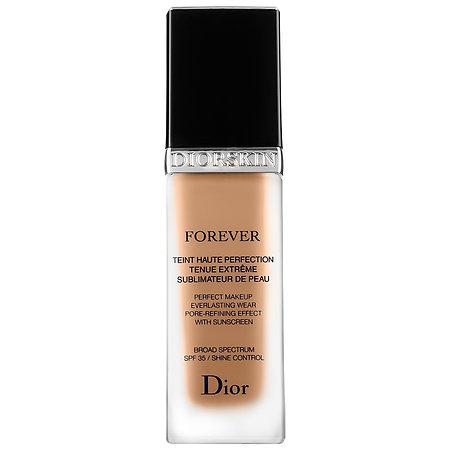 DIORSKIN
FOREVER
TEINT HAUTE PERFECTION
TENUE EXTRÊME
SUBLIMATEUR DE PEAU
PERFECT MAKEUP
EVERLASTING WEAR
PORE-REFINING EFFECT
WITH SUNSCREEN
BROAD SPECTRUM
SPF 35 / SHINE CONTROL
Dior